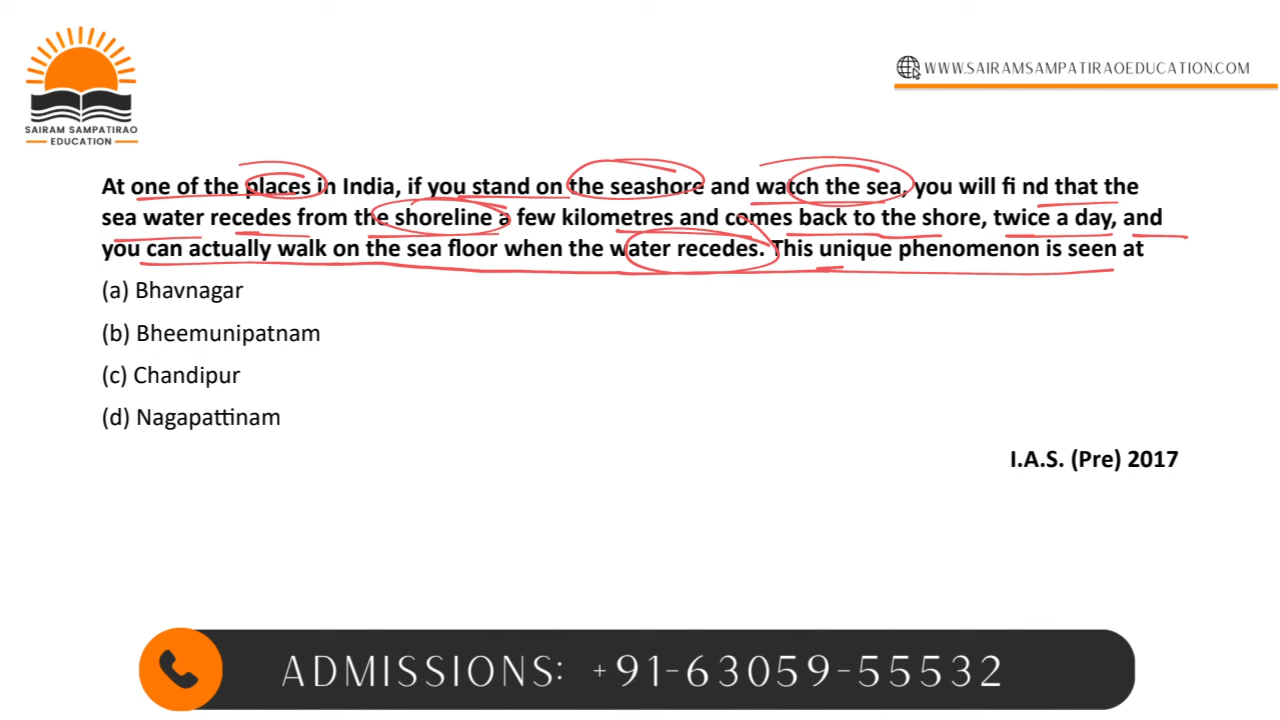 SAIRAM SAMPATIRAO
EDUCATION
WWW.SAIRAMSAMPATIRAOEDUCATION.COM
At one of the places in India, if you stand on the seashore and watch the sea, you will fi nd that the
sea water recedes from the shoreline a few kilometres and comes back to the shore, twice a day, and
you can actually walk on the sea floor when the water recedes. This unique phenomenon is seen at
(a) Bhavnagar
(b) Bheemunipatnam
(c) Chandipur
(d) Nagapattinam
I.A.S. (Pre) 2017
ADMISSIONS: +91-63059-55532